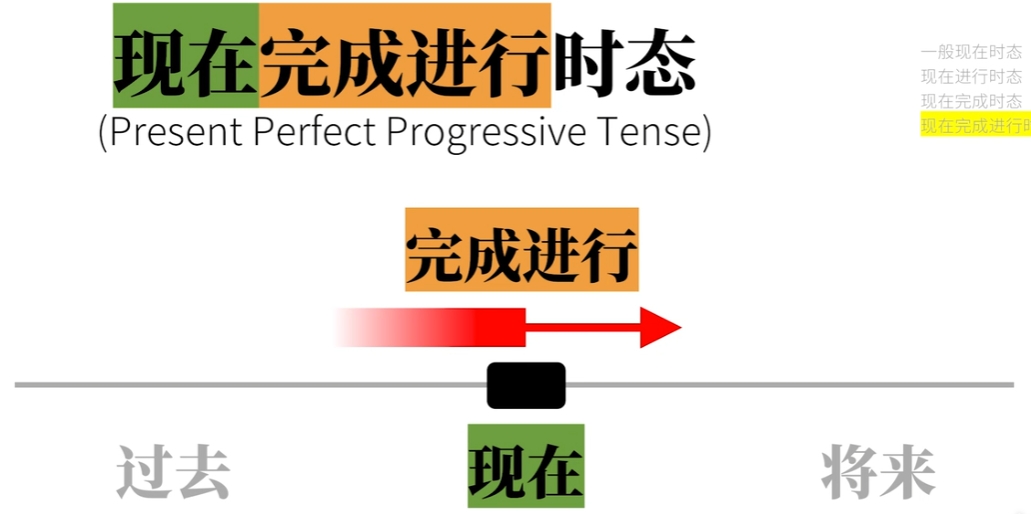 现在完成进行时态
(Present Perfect Progressive Tense)
一般现在时态
现在进行时态
现在完成时态
现在完成进行时
完成进行
过去
现在
将来